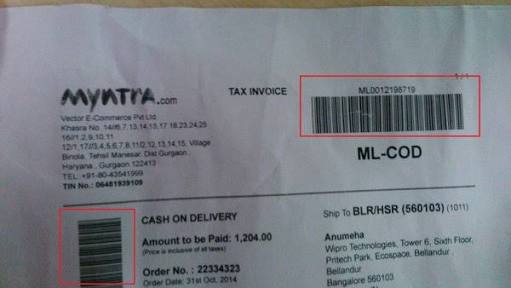 1/1
MYNTRA.com
TAX INVOICE
ML0012198719
Vector E-Commerce Pvt Ltd
Khasra No. 14//6,7,13,14,15,17 18,23,24,25
16//1,2,9,10,11
12/1,17//3,4,5,6,7,8,11/2,12,13,14,15, Village
Binola, Tehsil Manesar, Dist Gurgaon,
Haryana, Gurgaon 122413
TEL:+91-80-43541999
TIN No.: 06481939109
ML-COD
CASH ON DELIVERY
Amount to be Paid: 1,204.00
(Price is inclusive of all taxes)
Order No. : 22334323
Order Date: 31st Oct, 2014
Ship To BLR/HSR (560103) (1011)
Anumeha
Wipro Technologies, Tower 6, Sixth Floor,
Pritech Park, Ecospace, Bellandur,
Bellandur
Bangalore 560103